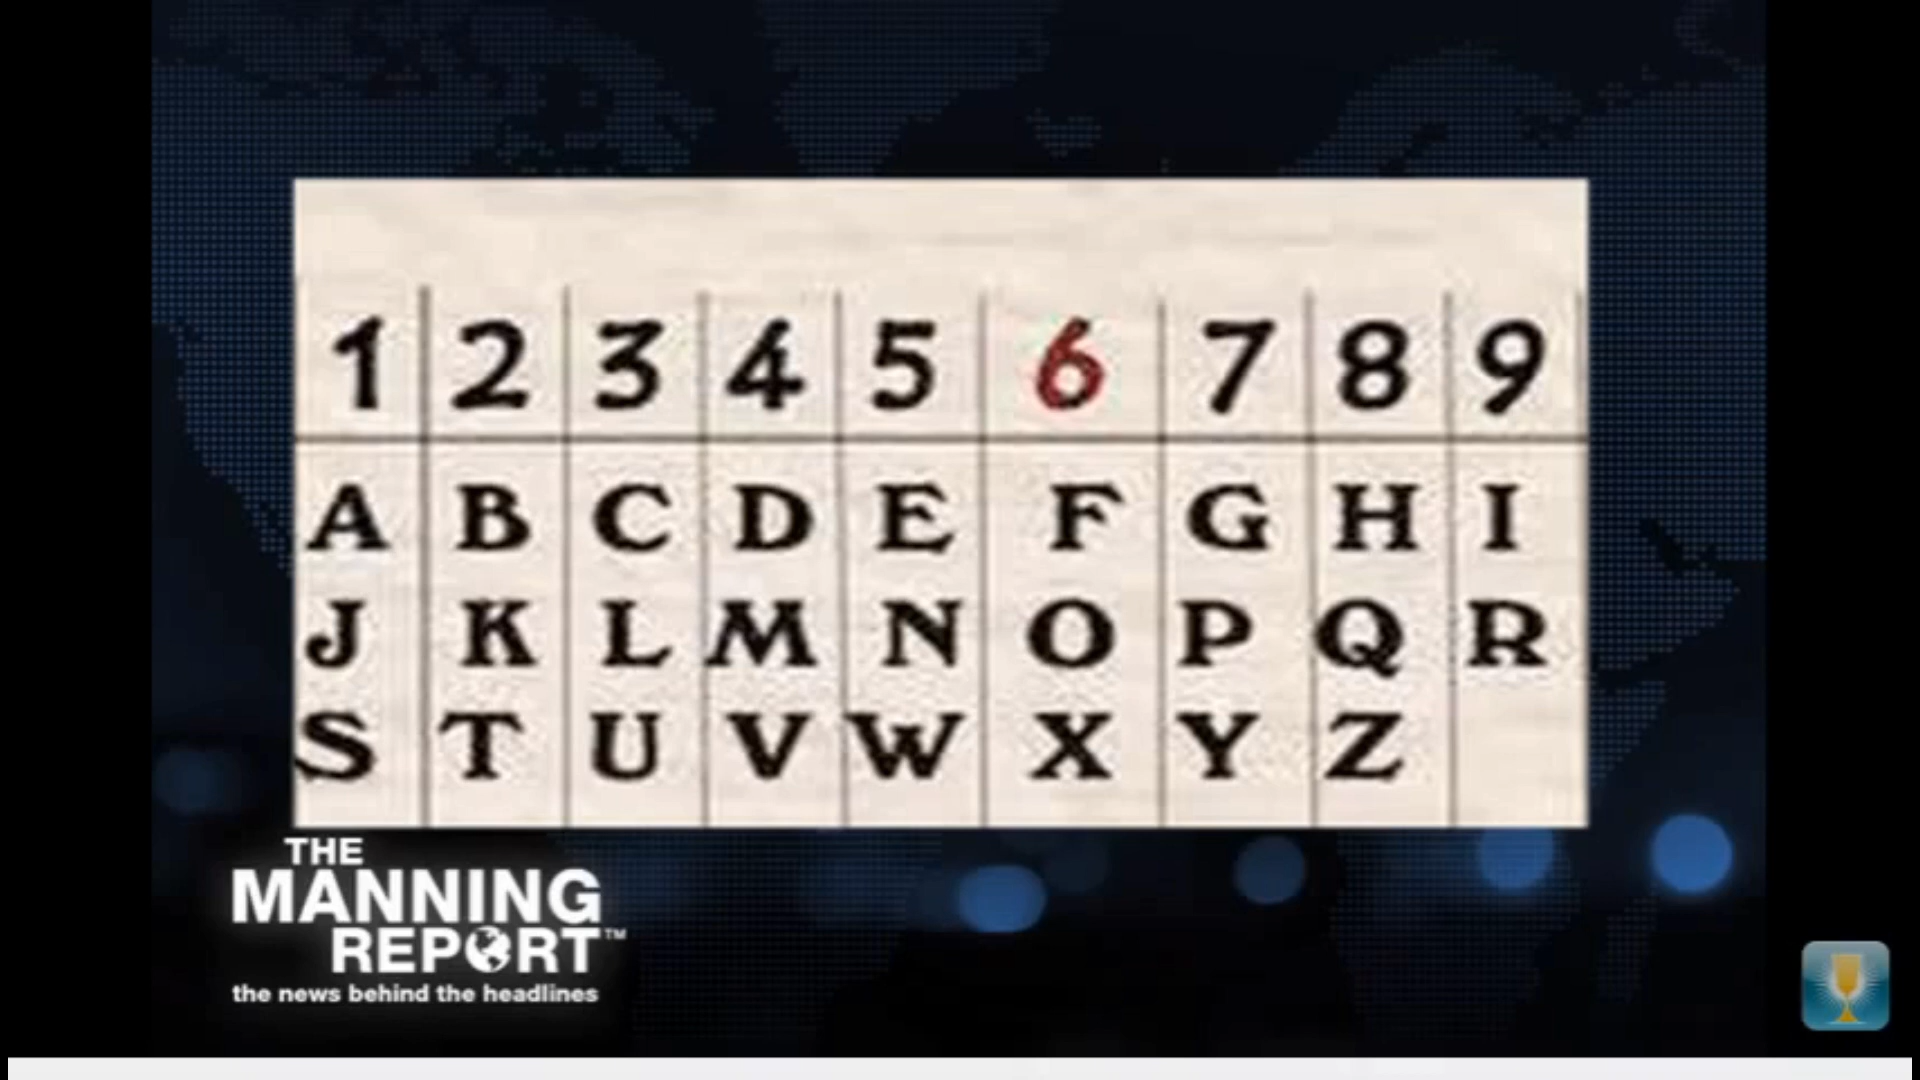 1 2 3 4 5 6 7 8 9
A B C D E F G H I
J K L M N O P Q R
S T U V W X Y Z
THE
MANNING
REPORT™
the news behind the headlines